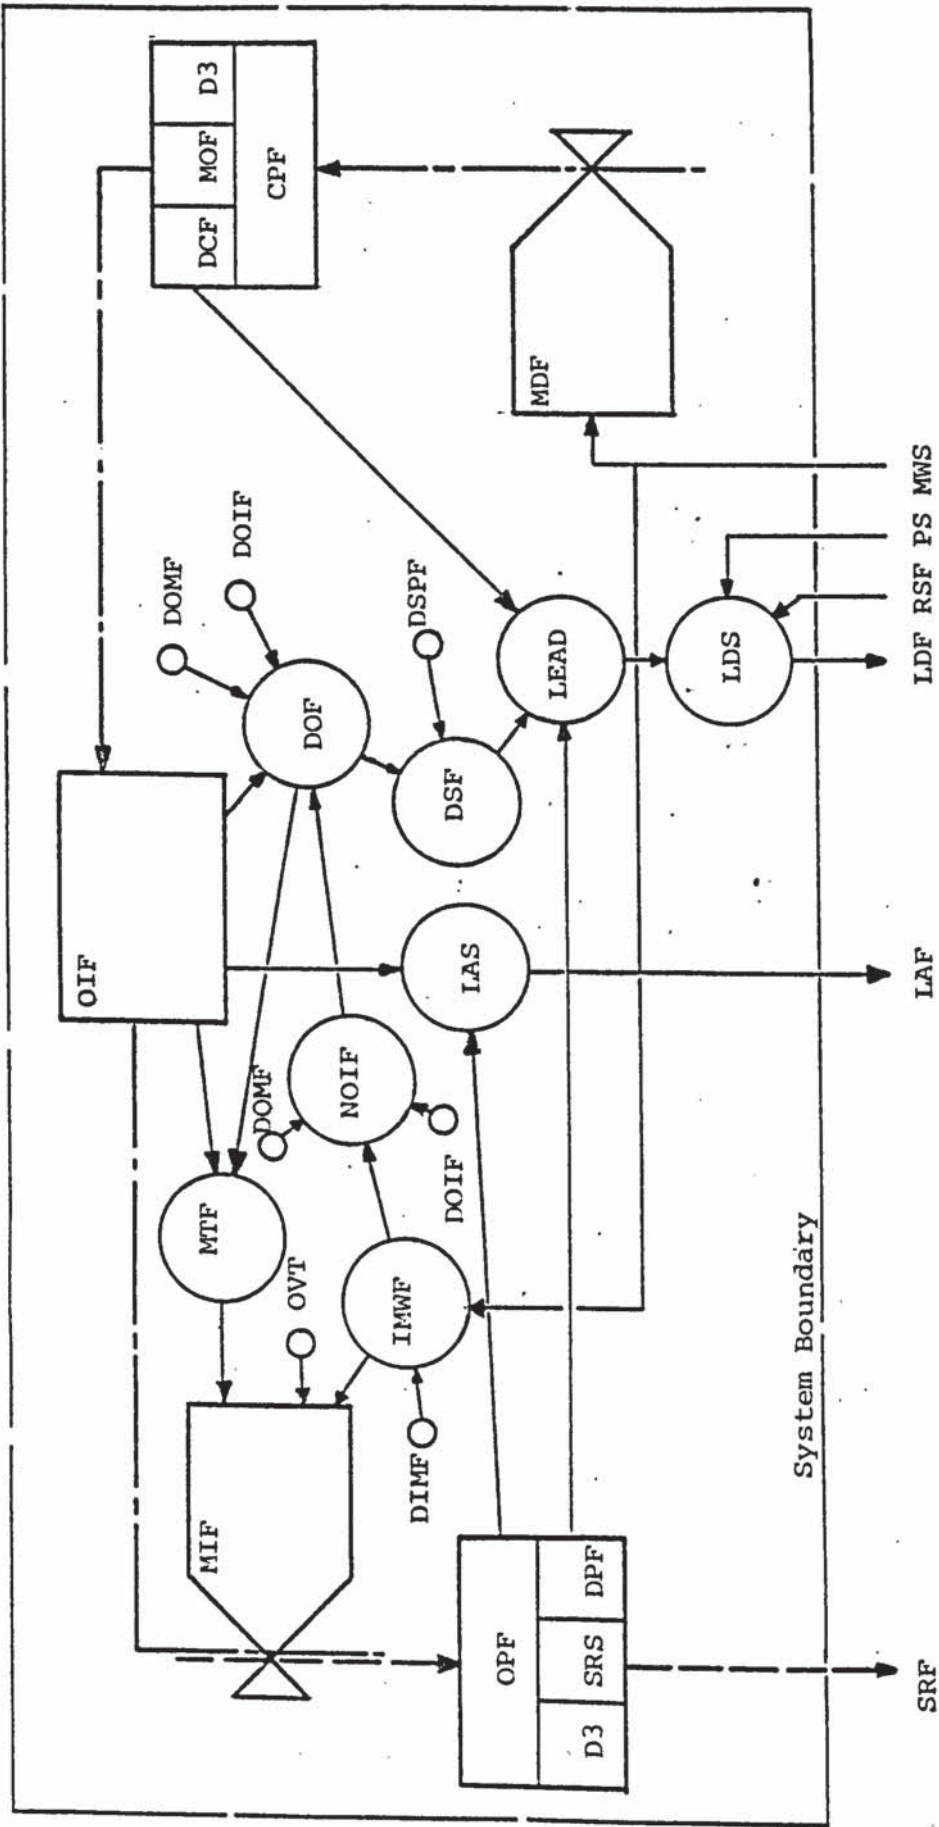 D3
MOF
DCF
CPF
MDF
OIF
DOMF
DOIF
DOF
DSPF
DSF
LEAD
LDS
LAS
NOIF
DOMF
DOIF
MTF
OVT
IMWF
DIMF
MIF
OPF
DPF
SRS
D3
System Boundary
MWS
PS
RSF
LDF
LAF
SRF